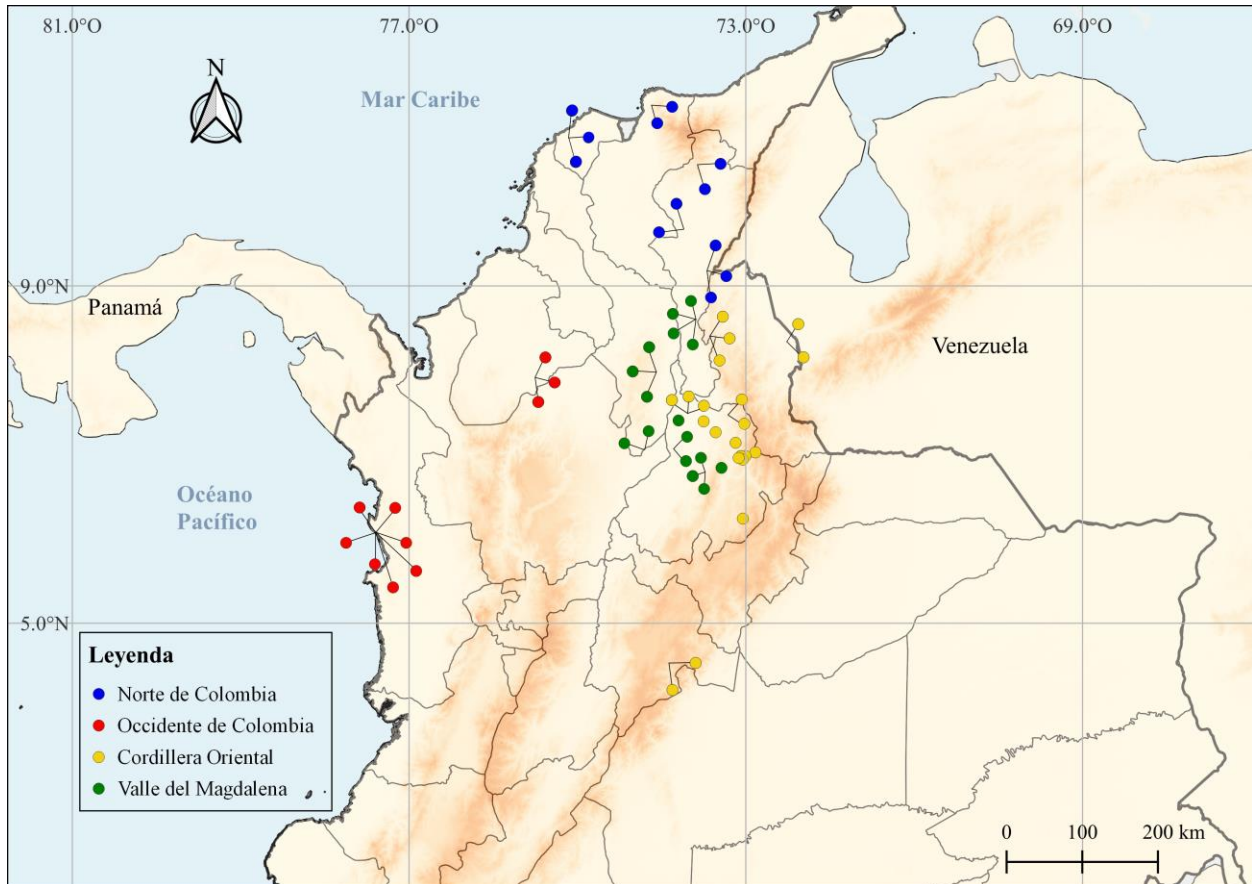 81.0°O
77.0°O
73.0°O
69.0°O
N
Mar Caribe
9.0°N
Panamá
Venezuela
Océano
Pacífico
5.0°N
Leyenda
Norte de Colombia
Occidente de Colombia
Cordillera Oriental
Valle del Magdalena
0 100 200 km